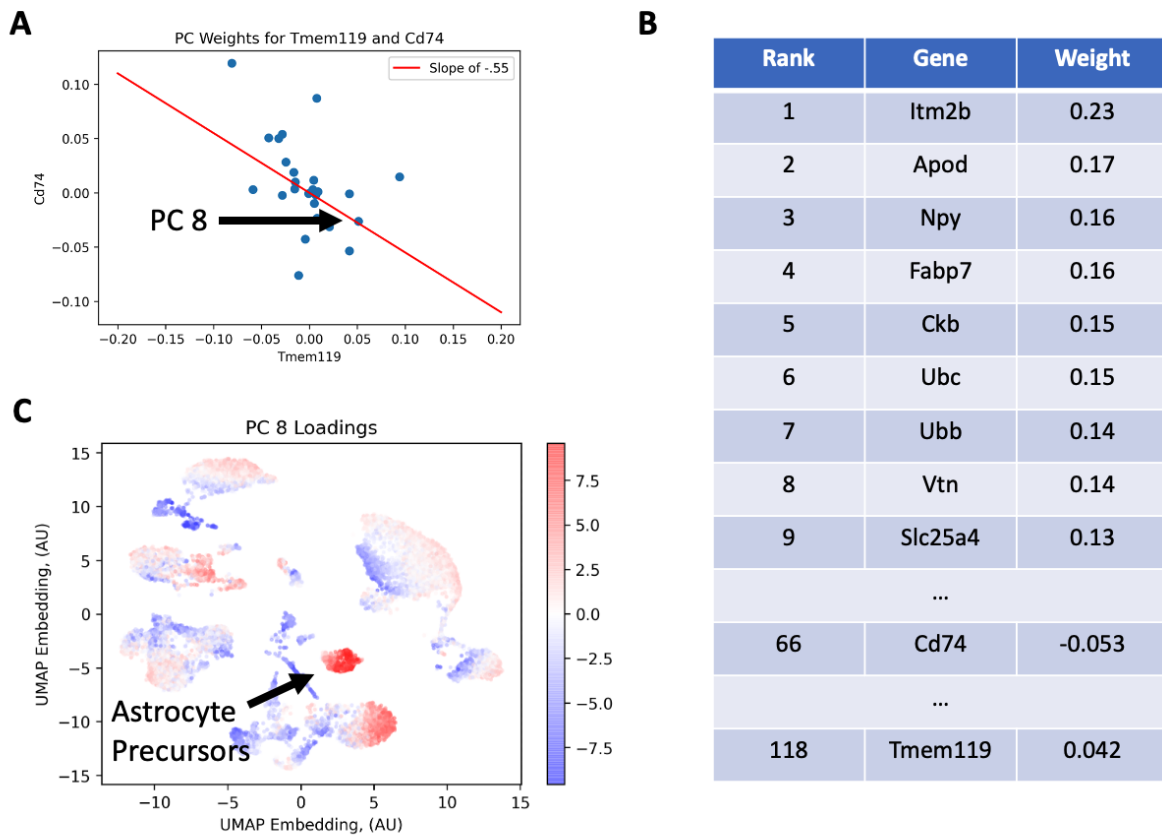 A
PC Weights for Tmem119 and Cd74
Slope of -.55
0.10
0.05
0.00
−0.05
−0.10
Cd74
PC 8
−0.20 −0.15 −0.10 −0.05 0.00 0.05 0.10 0.15 0.20
Tmem119
B
Rank Gene Weight
1 Itm2b 0.23
2 Apod 0.17
3 Npy 0.16
4 Fabp7 0.16
5 Ckb 0.15
6 Ubc 0.15
7 Ubb 0.14
8 Vtn 0.14
9 Slc25a4 0.13
...
66 Cd74 -0.053
...
118 Tmem119 0.042
C
PC 8 Loadings
15
10
5
0
−5
−10
−15
UMAP Embedding, (AU)
Astrocyte
Precursors
−10 −5 0 5 10 15
UMAP Embedding, (AU)
7.5
5.0
2.5
0.0
−2.5
−5.0
−7.5